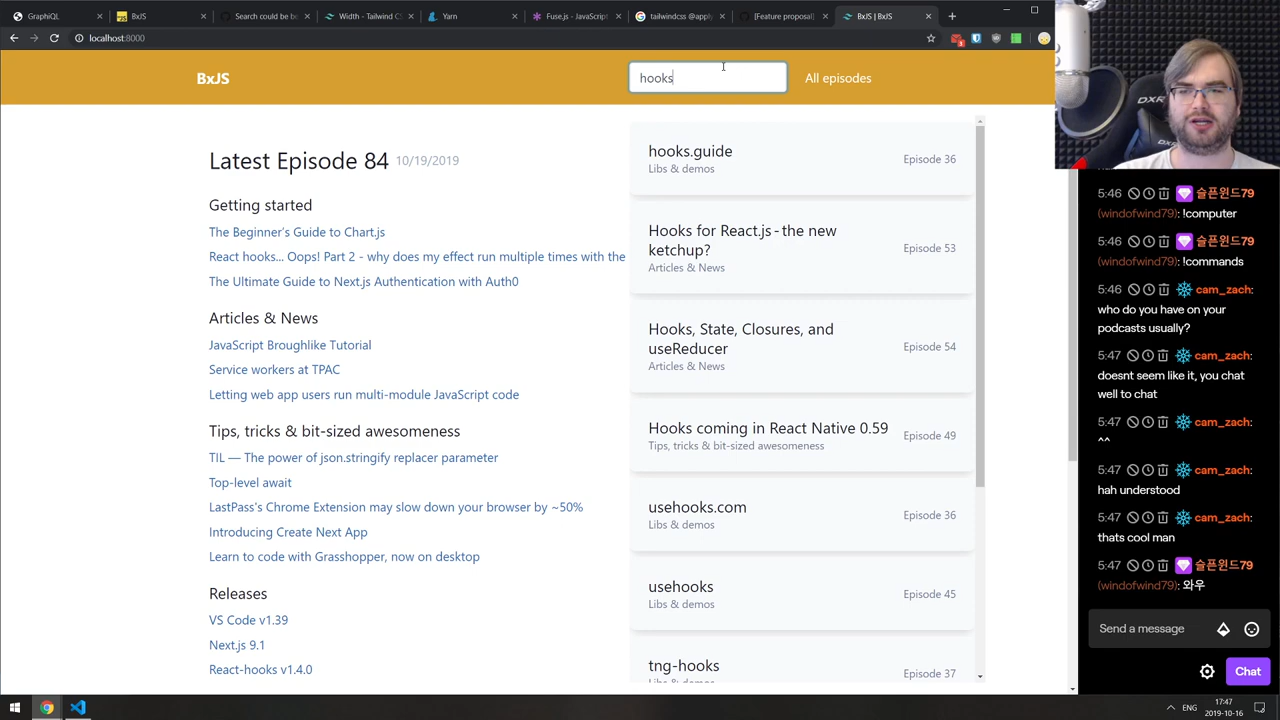 GraphiQL
BxJS
Search could be be
Width - Tailwind CS
Yarn
Fuse.js - JavaScript
tailwindcss @apply
[Feature proposal]
BxJS | BxJS
localhost:8000
BxJS
hooks
All episodes
Latest Episode 84 10/19/2019
Getting started
The Beginner's Guide to Chart.js
React hooks... Oops! Part 2 - why does my effect run multiple times with the
The Ultimate Guide to Next.js Authentication with Auth0
Articles & News
JavaScript Broughlike Tutorial
Service workers at TPAC
Letting web app users run multi-module JavaScript code
Tips, tricks & bit-sized awesomeness
TIL — The power of json.stringify replacer parameter
Top-level await
LastPass's Chrome Extension may slow down your browser by ~50%
Introducing Create Next App
Learn to code with Grasshopper, now on desktop
Releases
VS Code v1.39
Next.js 9.1
React-hooks v1.4.0
hooks.guide
Libs & demos
Episode 36
Hooks for React.js - the new
ketchup?
Articles & News
Episode 53
Hooks, State, Closures, and
useReducer
Articles & News
Episode 54
Hooks coming in React Native 0.59
Tips, tricks & bit-sized awesomeness
Episode 49
usehooks.com
Libs & demos
Episode 36
usehooks
Libs & demos
Episode 45
tng-hooks
Libs & demos
Episode 37
DXR
5:46 슬픈윈드79
(windofwind79): !computer
5:46 슬픈윈드79
(windofwind79): !commands
5:46 cam_zach:
who do you have on your
podcasts usually?
5:47 cam_zach:
doesnt seem like it, you chat
well to chat
5:47 cam_zach:
^^
5:47 cam_zach:
hah understood
5:47 cam_zach:
thats cool man
5:47 슬픈윈드79
(windofwind79): 와우
Send a message
Chat
ENG
17:47
2019-10-16